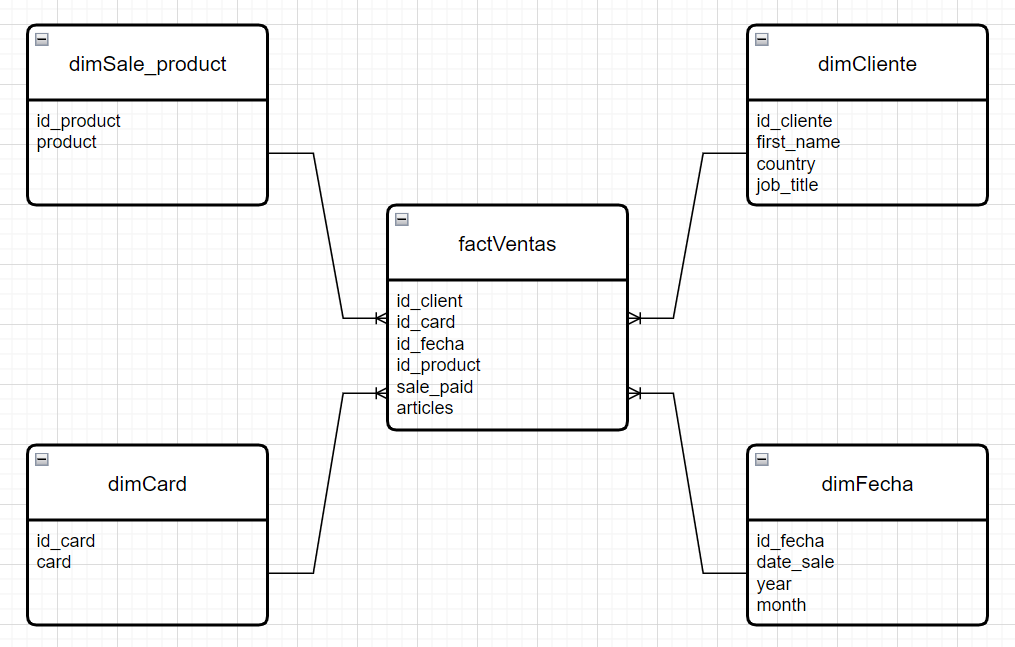 dimSale_product
id_product
product
dimCliente
id_cliente
first_name
country
job_title
factVentas
id_client
id_card
id_fecha
id_product
sale_paid
articles
dimCard
id_card
card
dimFecha
id_fecha
date_sale
year
month